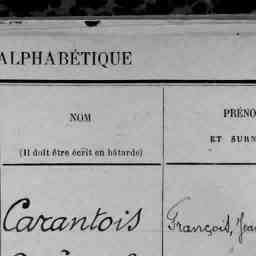 ALPHABÉTIQUE
NOM
PRÉNO
ET SURN
(Il doit être écrit en bâtarde)
Carantois
François, Jea